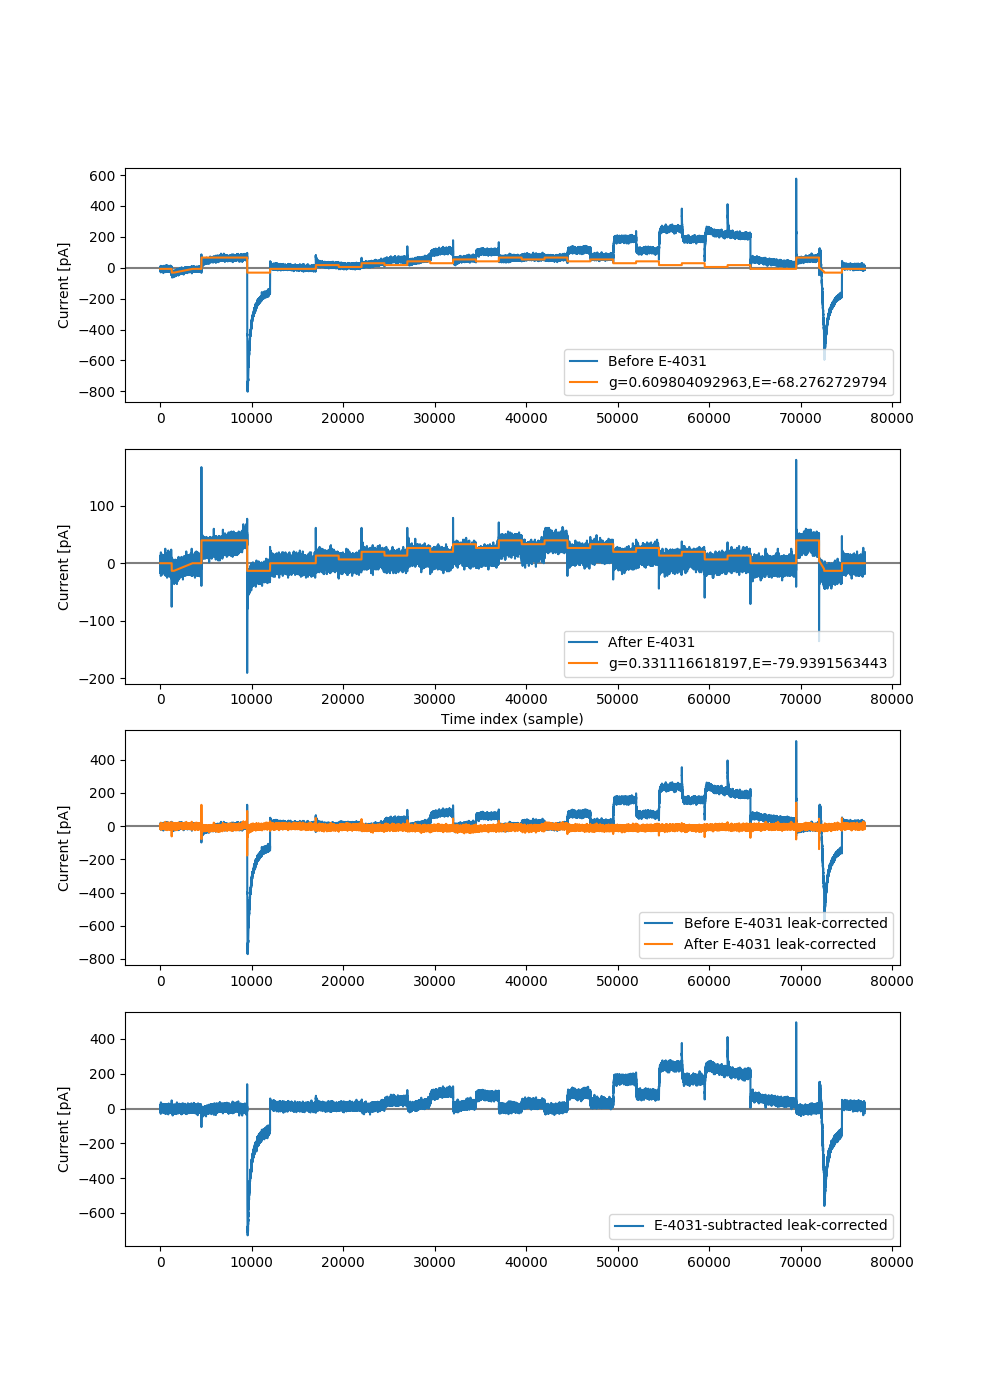 600
400
200
0
−200
−400
−600
−800
Current [pA]
Before E-4031
g=0.609804092963,E=-68.2762729794
0 10000 20000 30000 40000 50000 60000 70000 80000
100
0
−100
−200
Current [pA]
After E-4031
g=0.331116618197,E=-79.9391563443
0 10000 20000 30000 40000 50000 60000 70000 80000
Time index (sample)
400
200
0
−200
−400
−600
−800
Current [pA]
Before E-4031 leak-corrected
After E-4031 leak-corrected
0 10000 20000 30000 40000 50000 60000 70000 80000
400
200
0
−200
−400
−600
Current [pA]
E-4031-subtracted leak-corrected
0 10000 20000 30000 40000 50000 60000 70000 80000